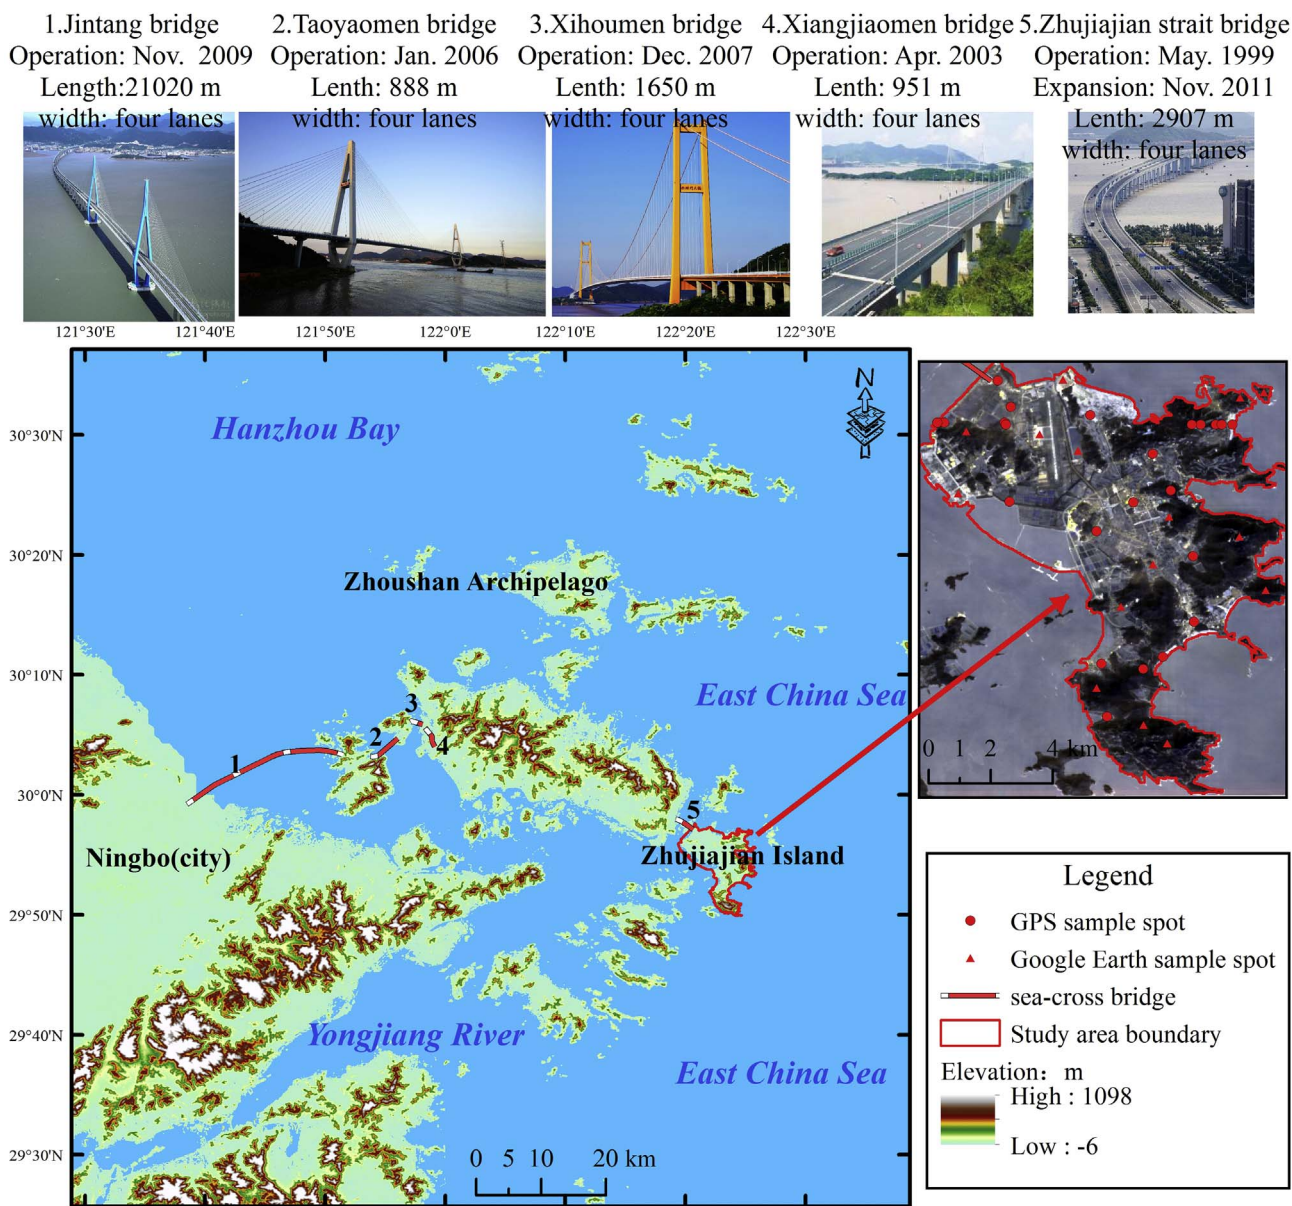 1.Jintang bridge
Operation: Nov. 2009
Length:21020 m
width: four lanes
2.Taoyaomen bridge
Operation: Jan. 2006
Lenth: 888 m
width: four lanes
3.Xihoumen bridge
Operation: Dec. 2007
Lenth: 1650 m
width: four lanes
4.Xiangjiaomen bridge
Operation: Apr. 2003
Lenth: 951 m
width: four lanes
5.Zhujiajian strait bridge
Operation: May. 1999
Expansion: Nov. 2011
Lenth: 2907 m
width: four lanes
121°30'E 121°40'E 121°50'E 122°0'E 122°10'E 122°20'E 122°30'E
N
Hanzhou Bay
30°30'N
30°20'N
Zhoushan Archipelago
30°10'N
East China Sea
3
2
4
1
30°0'N
5
Ningbo(city)
Zhujiajian Island
29°50'N
29°40'N
Yongjiang River
East China Sea
29°30'N
0 5 10 20 km
0 1 2 4 km
Legend
GPS sample spot
Google Earth sample spot
sea-cross bridge
Study area boundary
Elevation: m
High : 1098
Low : -6